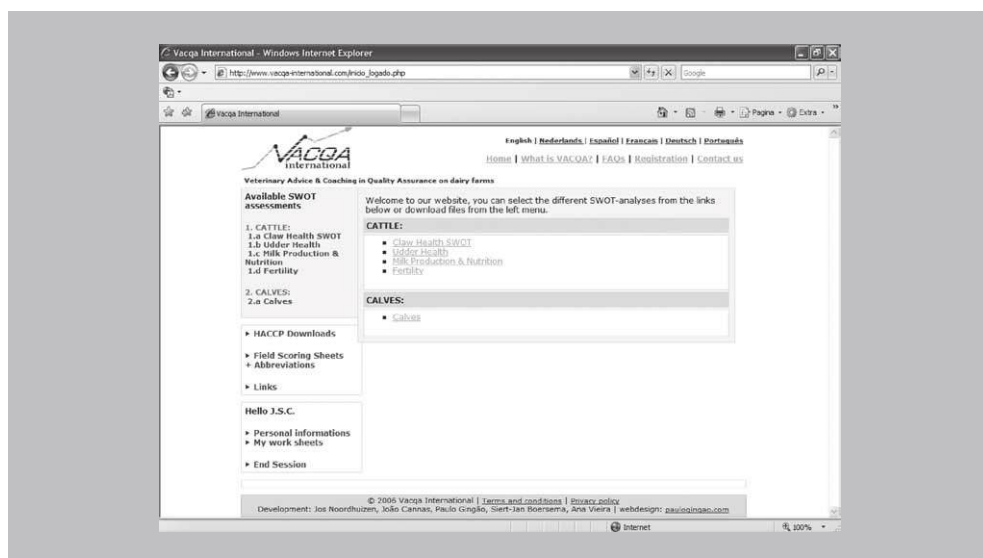 Vacqa International - Windows Internet Explorer
http://www.vacqa-international.com/inicio_logado.php
Google
Vacqa International
Pagina
Extra
English | Nederlands | Español | Français | Deutsch | Português
VACQA
international
Home | What is VACQA? | FAQs | Registration | Contact us
Veterinary Advice & Coaching in Quality Assurance on dairy farms
Available SWOT
assessments
1. CATTLE:
1.a Claw Health SWOT
1.b Udder Health
1.c Milk Production &
Nutrition
1.d Fertility
2. CALVES:
2.a Calves
Welcome to our website, you can select the different SWOT-analyses from the links
below or download files from the left menu.
CATTLE:
Claw Health SWOT
Udder Health
Milk Production & Nutrition
Fertility
CALVES:
Calves
HACCP Downloads
Field Scoring Sheets
+ Abbreviations
Links
Hello J.S.C.
Personal informations
My work sheets
End Session
© 2006 Vacqa International | Terms and conditions | Privacy policy
Development: Jos Noordhuizen, João Cannas, Paulo Gingão, Siert-Jan Boersema, Ana Vieira | webdesign: paulogingao.com
Internet
100%